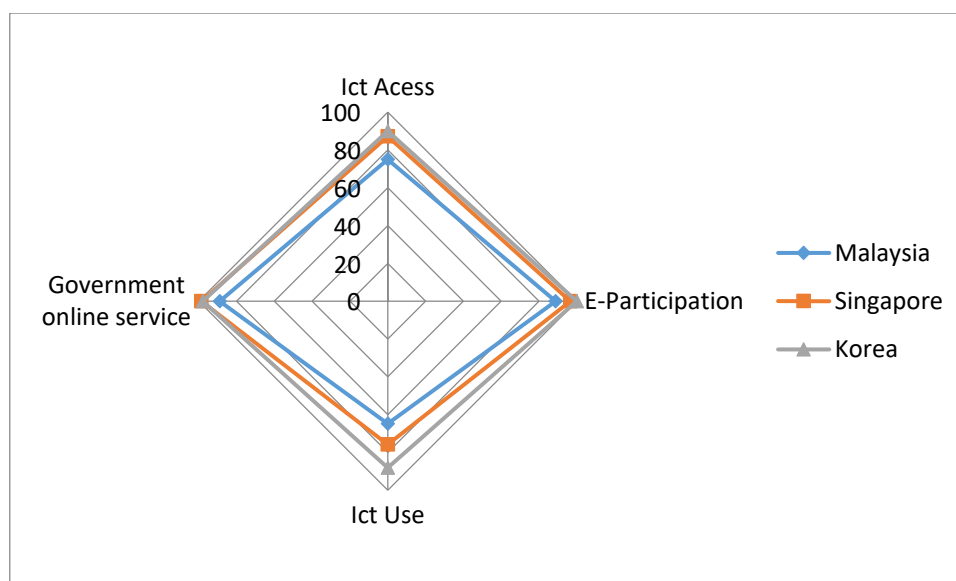 Ict Acess
100
80
60
40
20
0
Government
online service
E-Participation
Ict Use
Malaysia
Singapore
Korea